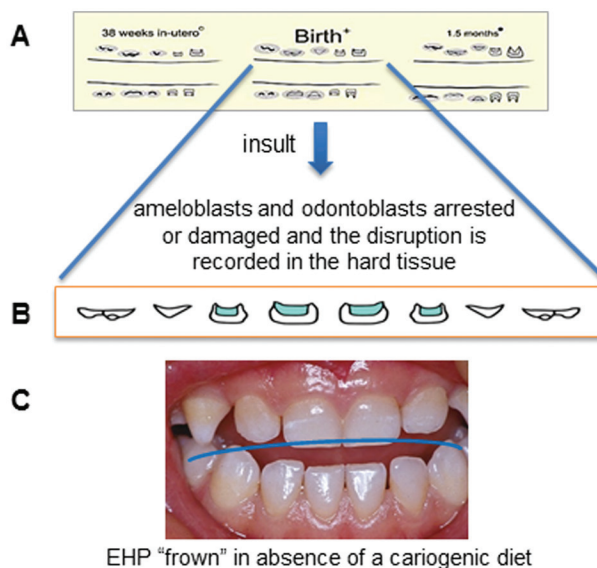 A
38 weeks in-utero○
Birth+
1.5 months●
insult
ameloblasts and odontoblasts arrested
or damaged and the disruption is
recorded in the hard tissue
B
C
EHP “frown” in absence of a cariogenic diet